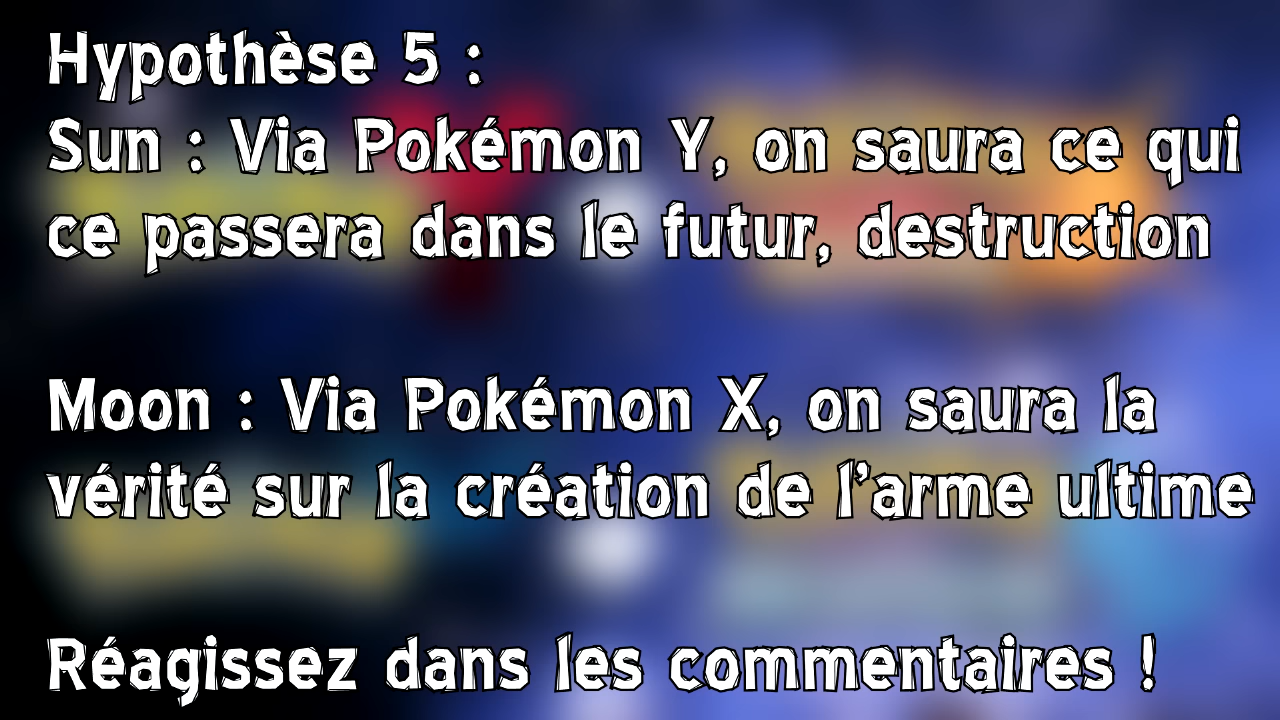 Hypothèse 5 :
Sun : Via Pokémon Y, on saura ce qui
ce passera dans le futur, destruction
Moon : Via Pokémon X, on saura la
vérité sur la création de l'arme ultime
Réagissez dans les commentaires !